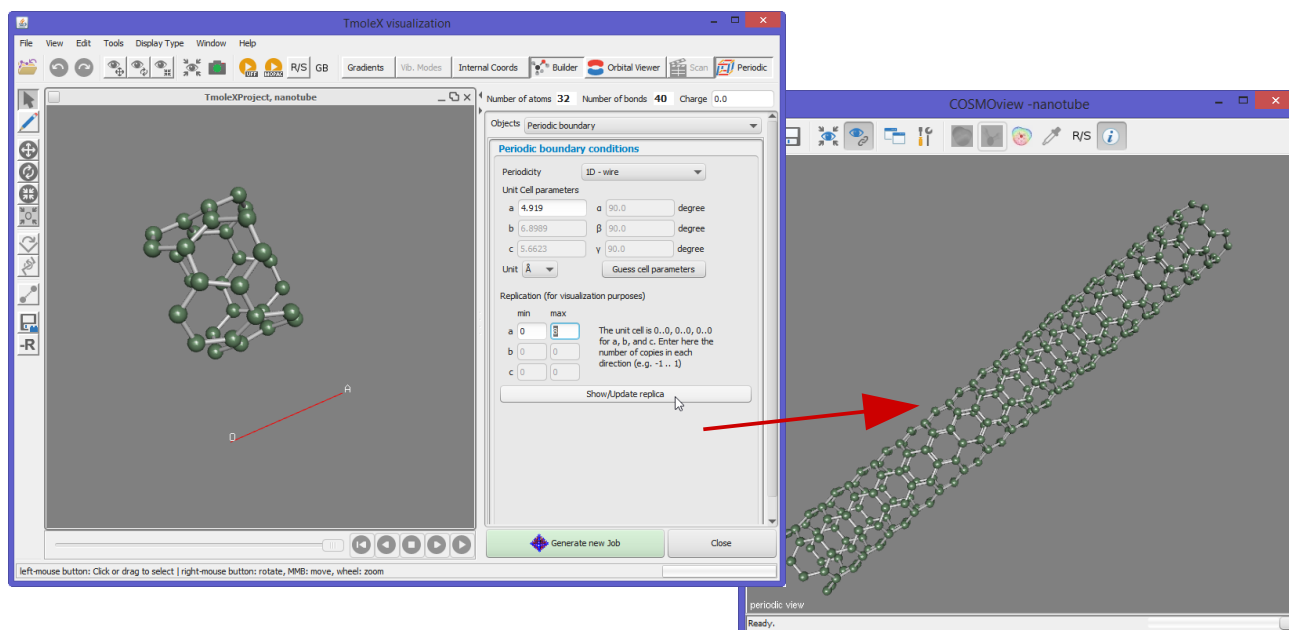 TmoleX visualization
File View Edit Tools Display Type Window Help
UFF MOPAC R/S GB Gradients Vib. Modes Internal Coords Builder Orbital Viewer Scan Periodic
TmoleXProject, nanotube
Number of atoms 32 Number of bonds 40 Charge 0.0
Objects Periodic boundary
Periodic boundary conditions
Periodicity 1D - wire
Unit Cell parameters
a 4.919 α 90.0 degree
b 6.8989 β 90.0 degree
c 5.6623 γ 90.0 degree
Unit Å Guess cell parameters
Replication (for visualization purposes)
min max
a 0 8
b 0 0
c 0 0
The unit cell is 0..0, 0..0, 0..0
for a, b, and c. Enter here the
number of copies in each
direction (e.g. -1 .. 1)
Show/Update replica
-R
A
O
Generate new Job Close
left-mouse button: Click or drag to select | right-mouse button: rotate, MMB: move, wheel: zoom
COSMOview -nanotube
R/S
periodic view
Ready.